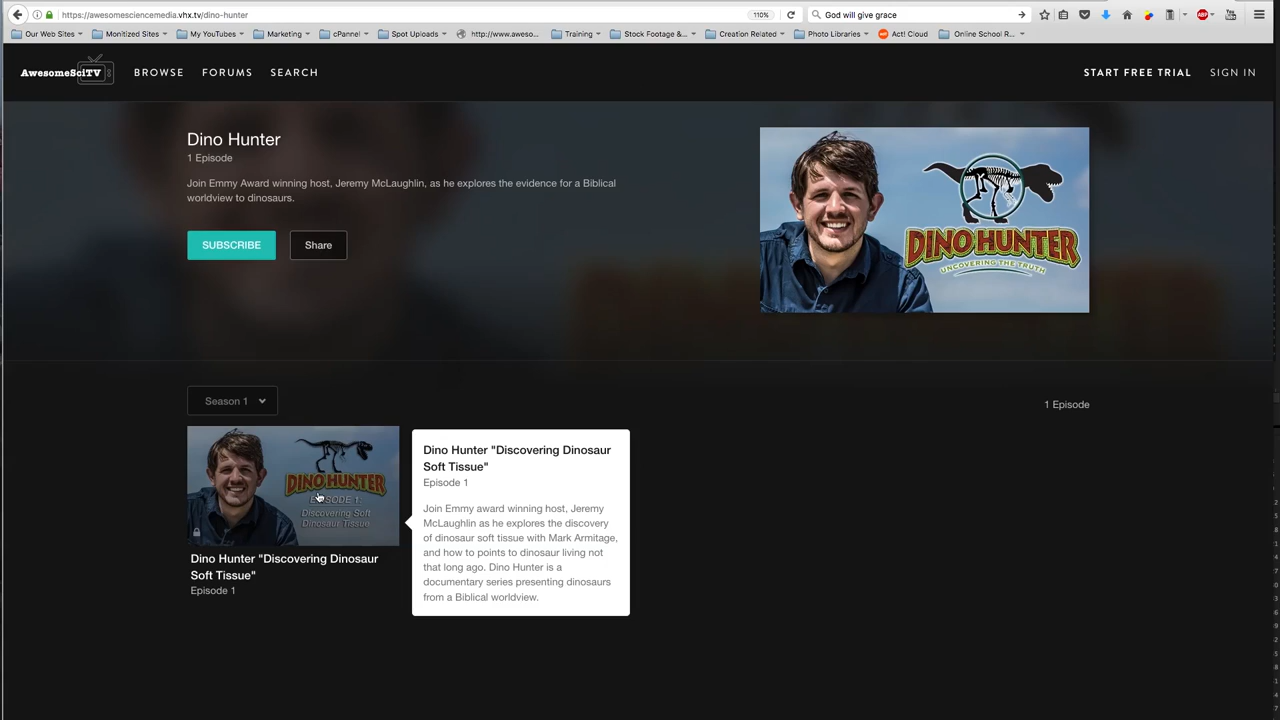 https://awesomesciencemedia.vhx.tv/dino-hunter
110%
God will give grace
Our Web Sites
Monitized Sites
My YouTubes
Marketing
cPannel
Spot Uploads
http://www.aweso...
Training
Stock Footage &...
Creation Related
Photo Libraries
Act! Cloud
Online School R...
AwesomeSciTV
BROWSE
FORUMS
SEARCH
START FREE TRIAL
SIGN IN
Dino Hunter
1 Episode
Join Emmy Award winning host, Jeremy McLaughlin, as he explores the evidence for a Biblical
worldview to dinosaurs.
SUBSCRIBE
Share
DINO HUNTER
UNCOVERING THE TRUTH
Season 1
1 Episode
DINO HUNTER
EPISODE 1:
Discovering Soft
Dinosaur Tissue
Dino Hunter "Discovering Dinosaur
Soft Tissue"
Episode 1
Dino Hunter "Discovering Dinosaur
Soft Tissue"
Episode 1
Join Emmy award winning host, Jeremy
McLaughlin as he explores the discovery
of dinosaur soft tissue with Mark Armitage,
and how to points to dinosaur living not
that long ago. Dino Hunter is a
documentary series presenting dinosaurs
from a Biblical worldview.